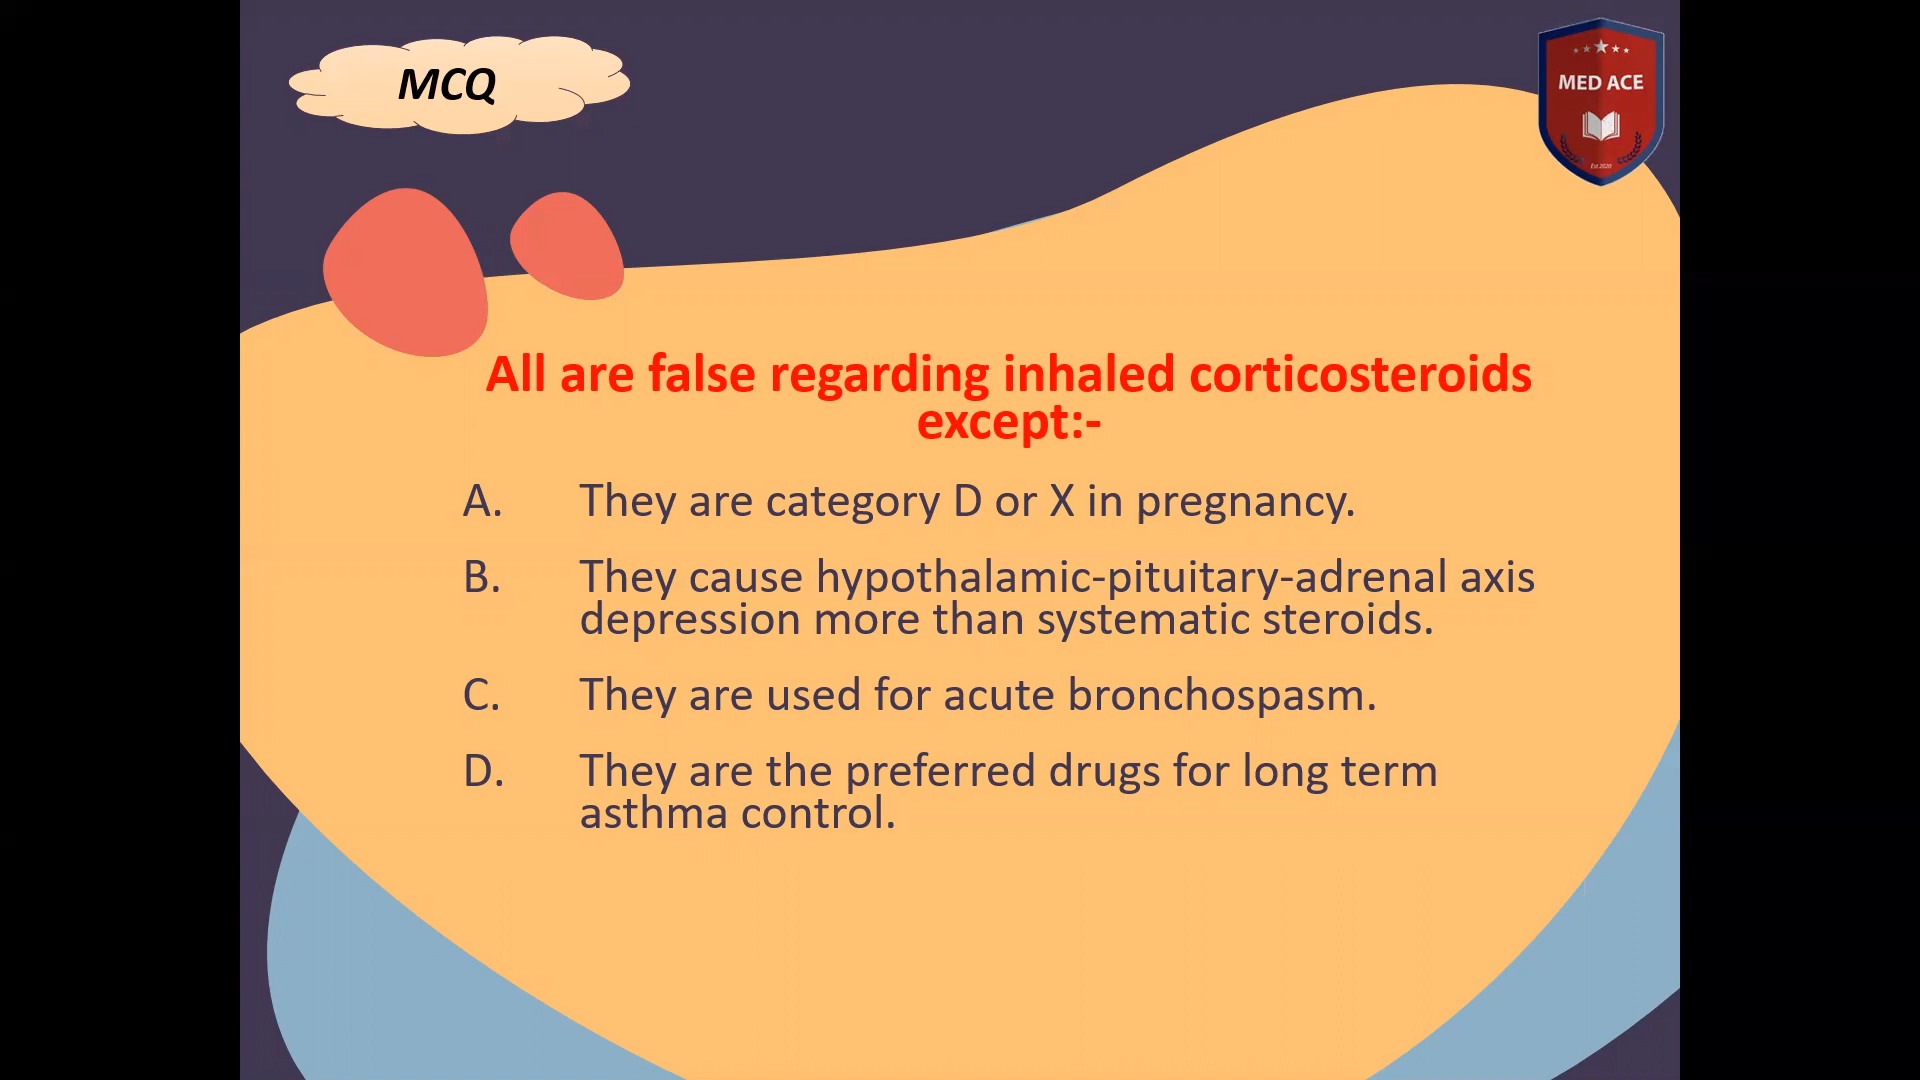 MCQ
MED ACE
Est 2020
All are false regarding inhaled corticosteroids
except:-
A. They are category D or X in pregnancy.
B. They cause hypothalamic-pituitary-adrenal axis
depression more than systematic steroids.
C. They are used for acute bronchospasm.
D. They are the preferred drugs for long term
asthma control.